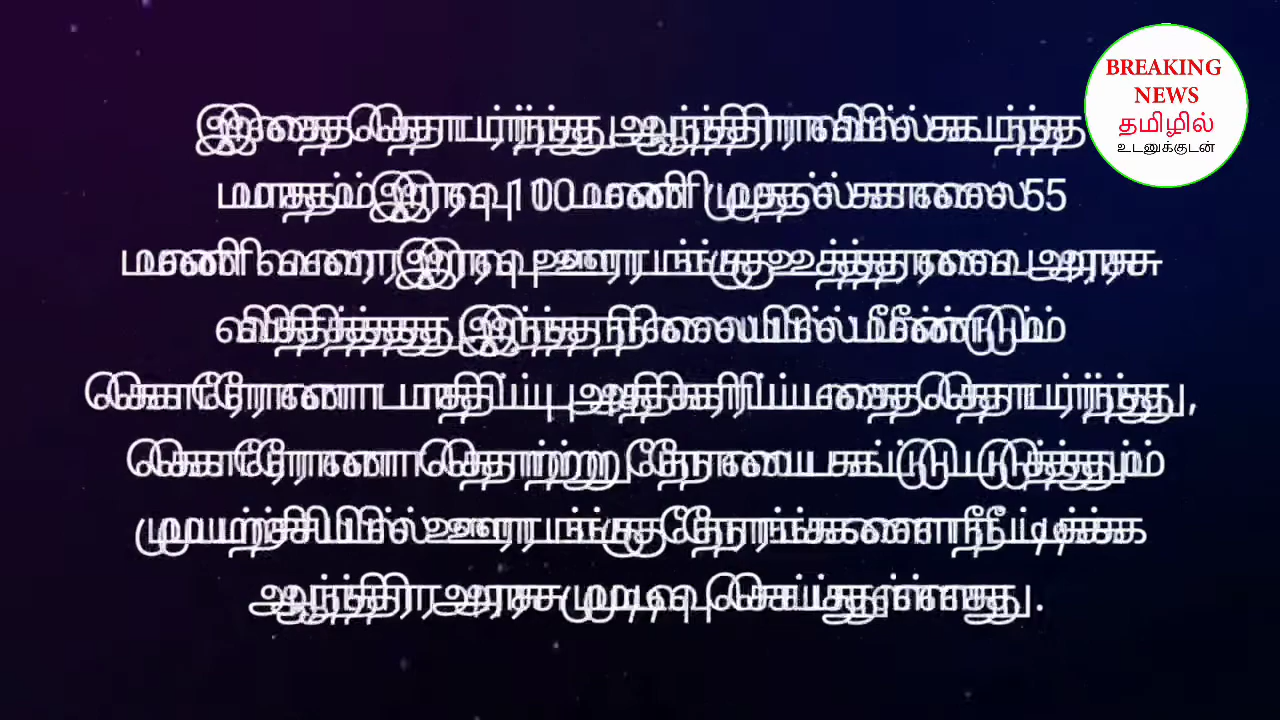 இதைதொடர்ந்து ஆந்திராவில் கடந்த
மாதம் இரவு 10 மணி முதல் காலை 5
மணி வரை இரவு ஊரடங்கு உத்தரவை அரசு
விதித்தது இந்தநிலையில் மீண்டும்
கொரோனா பாதிப்பு அதிகரிப்பதை தொடர்ந்து,
கொரோனா தொற்று நோயை கட்டுபடுத்தும்
முயற்சியில் ஊரடங்கு நேரங்களை நீட்டிக்க
ஆந்திர அரசு முடிவு செய்துள்ளது.
BREAKING
NEWS
தமிழில்
உடனுக்குடன்